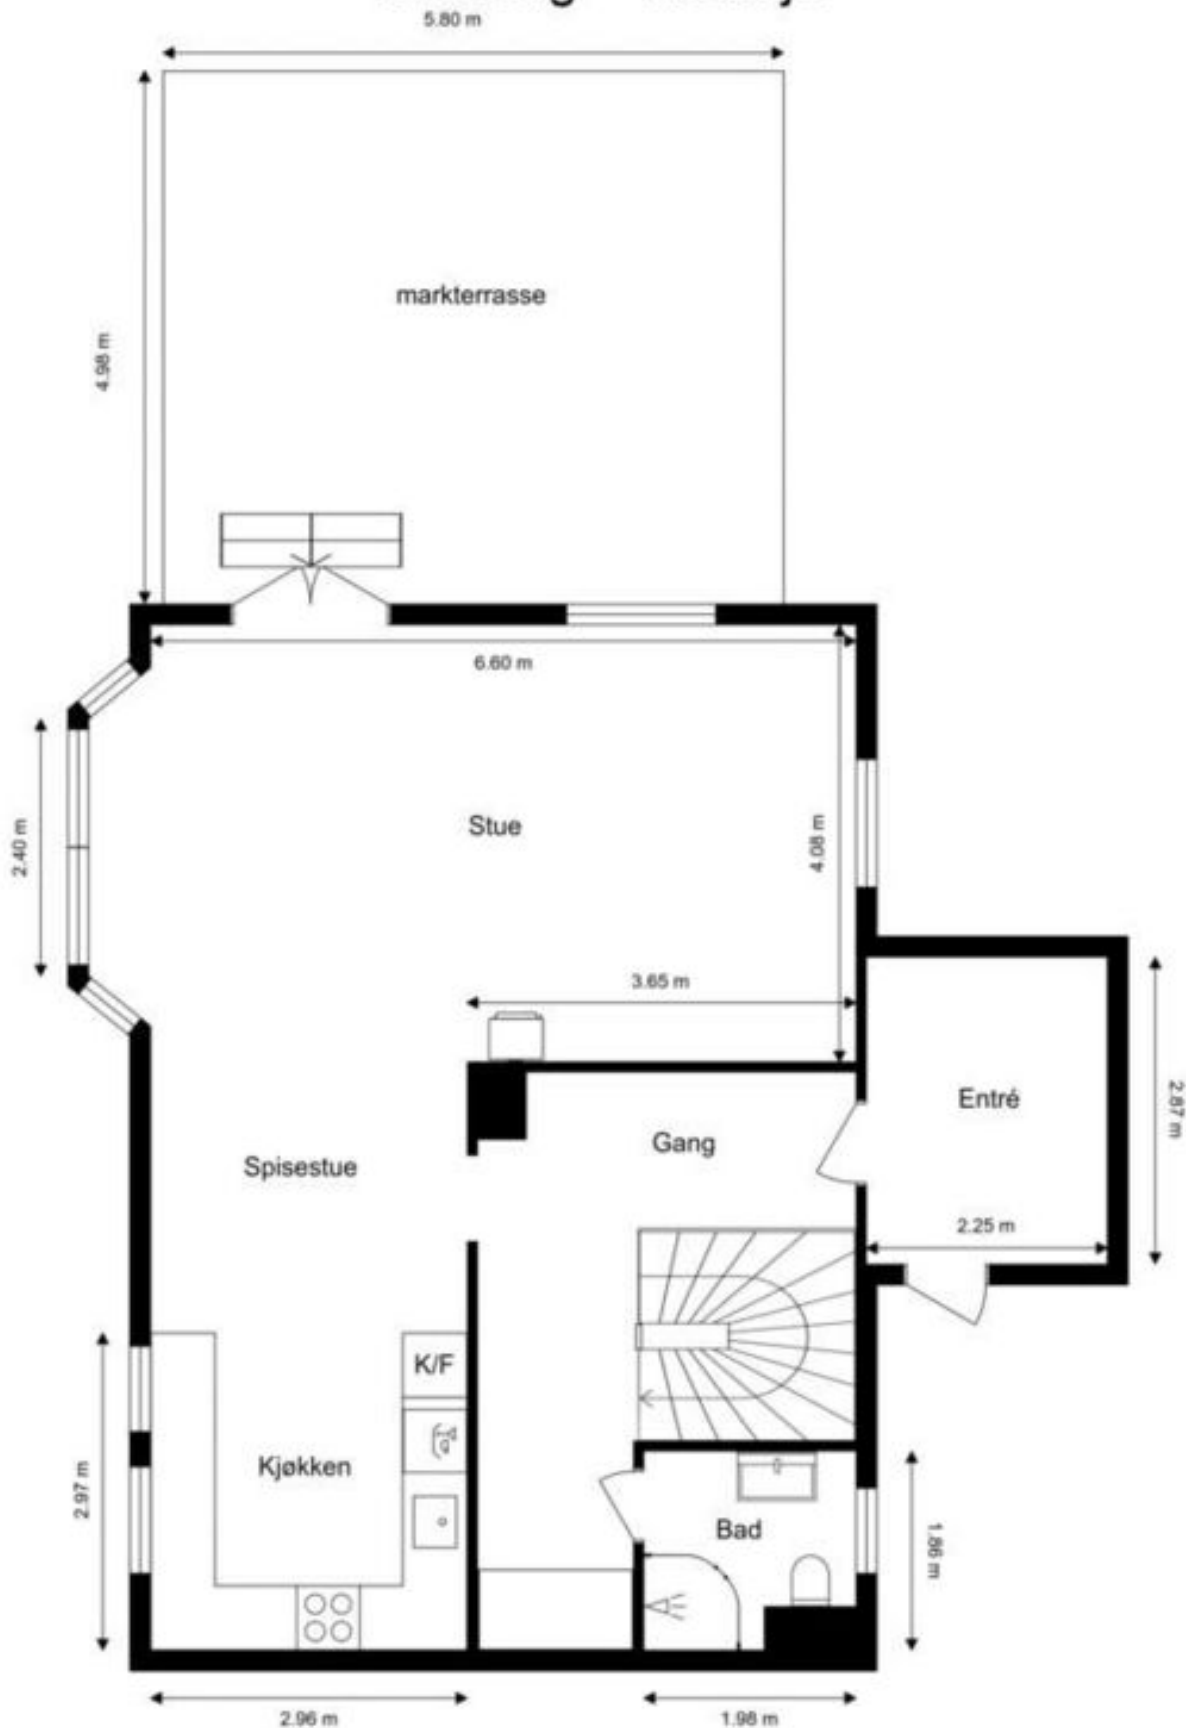 5.80 m
4.98 m
markterrasse
6.60 m
2.40 m
Stue
4.08 m
3.65 m
Entré
2.87 m
Gang
Spisestue
2.25 m
K/F
Kjøkken
2.97 m
Bad
1.86 m
2.96 m
1.98 m